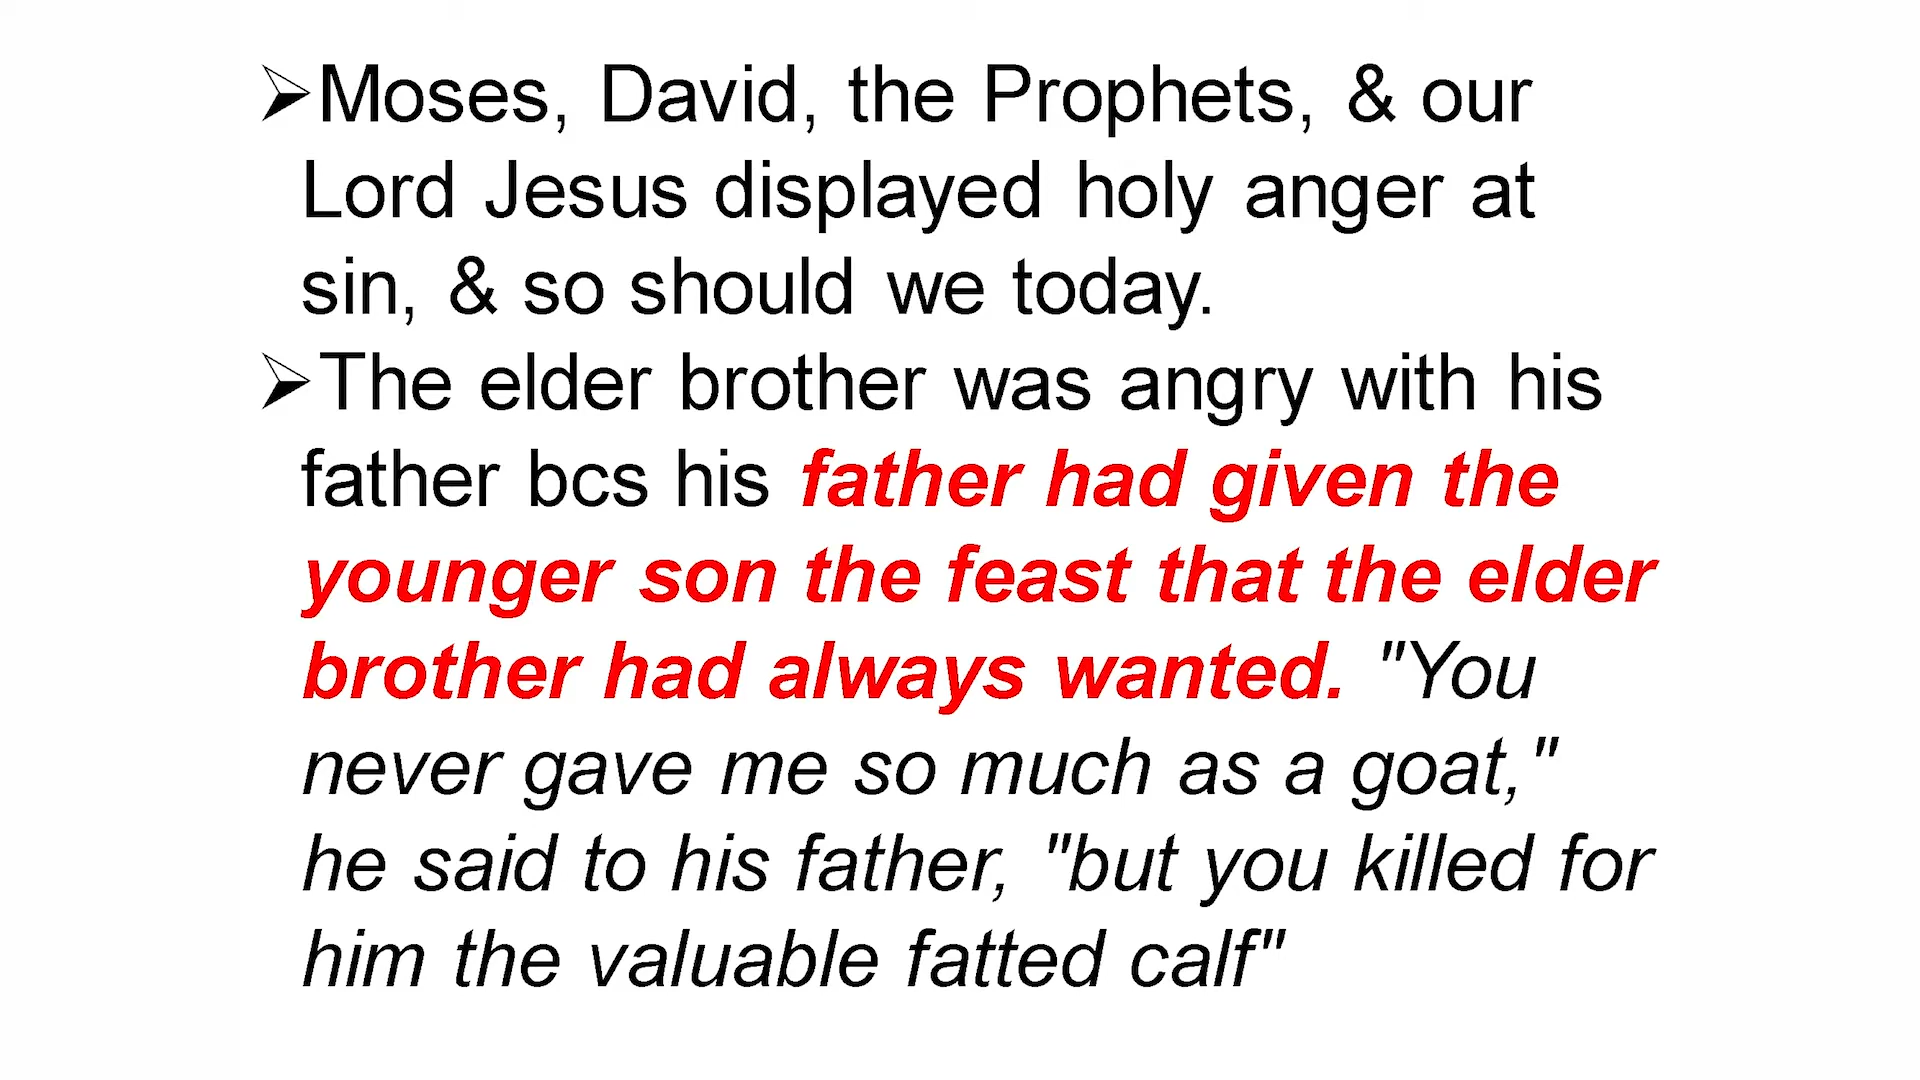 ➢Moses, David, the Prophets, & our
Lord Jesus displayed holy anger at
sin, & so should we today.
➢The elder brother was angry with his
father bcs his father had given the
younger son the feast that the elder
brother had always wanted. "You
never gave me so much as a goat,"
he said to his father, "but you killed for
him the valuable fatted calf"